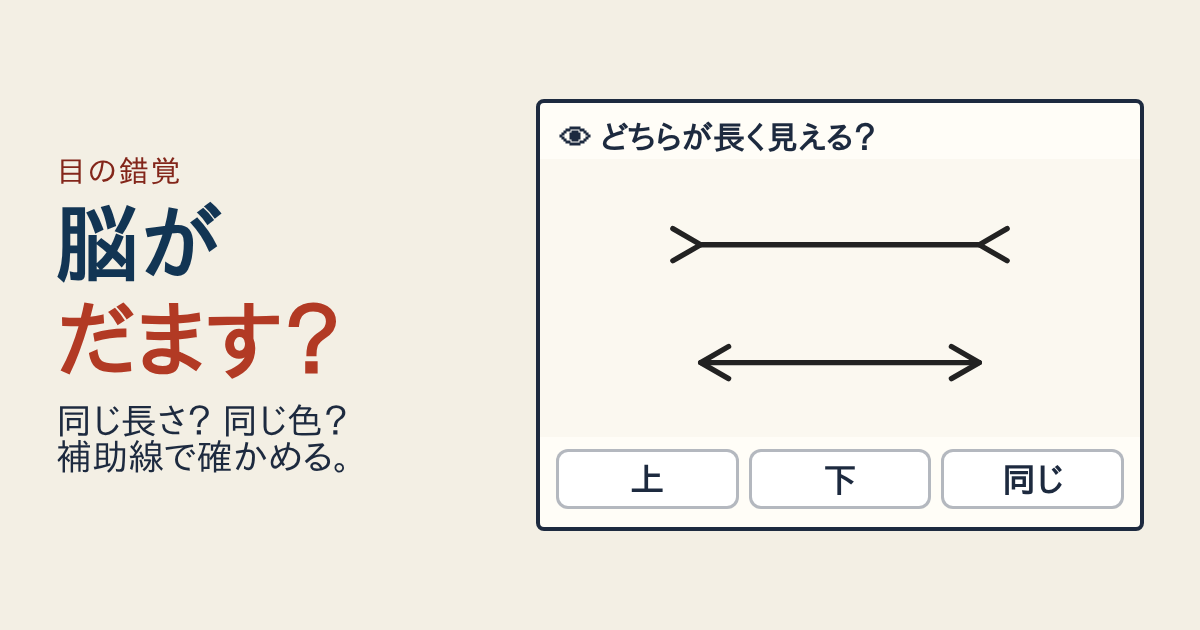 目の錯覚
脳が
だます？
同じ長さ？ 同じ色？
補助線で確かめる。
👁 どちらが長く見える？
上
下
同じ